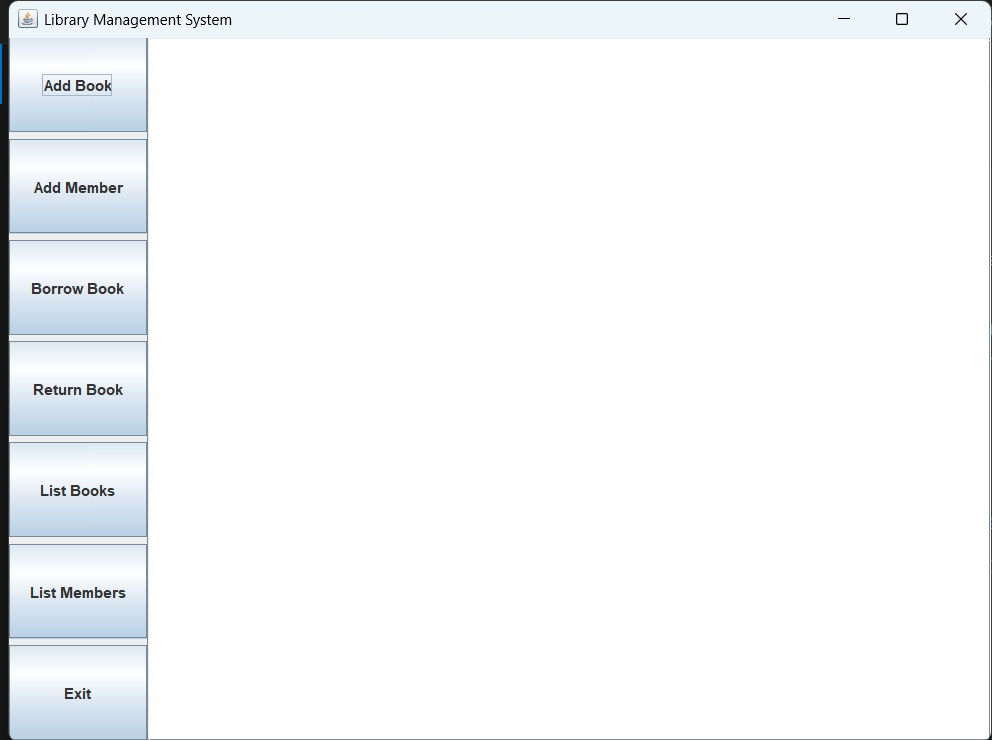 Library Management System
Add Book
Add Member
Borrow Book
Return Book
List Books
List Members
Exit